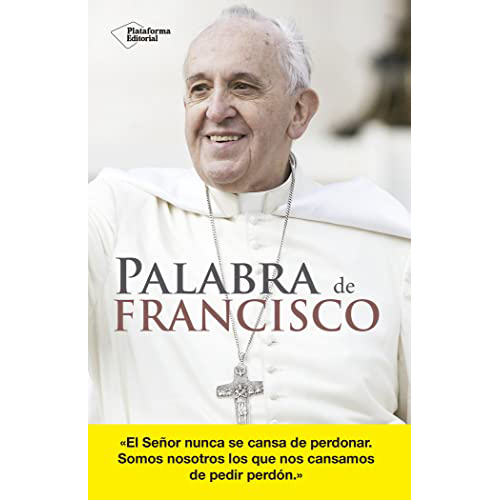 Plataforma
Editorial
PALABRA de
FRANCISCO
«El Señor nunca se cansa de perdonar.
Somos nosotros los que nos cansamos
de pedir perdón.»